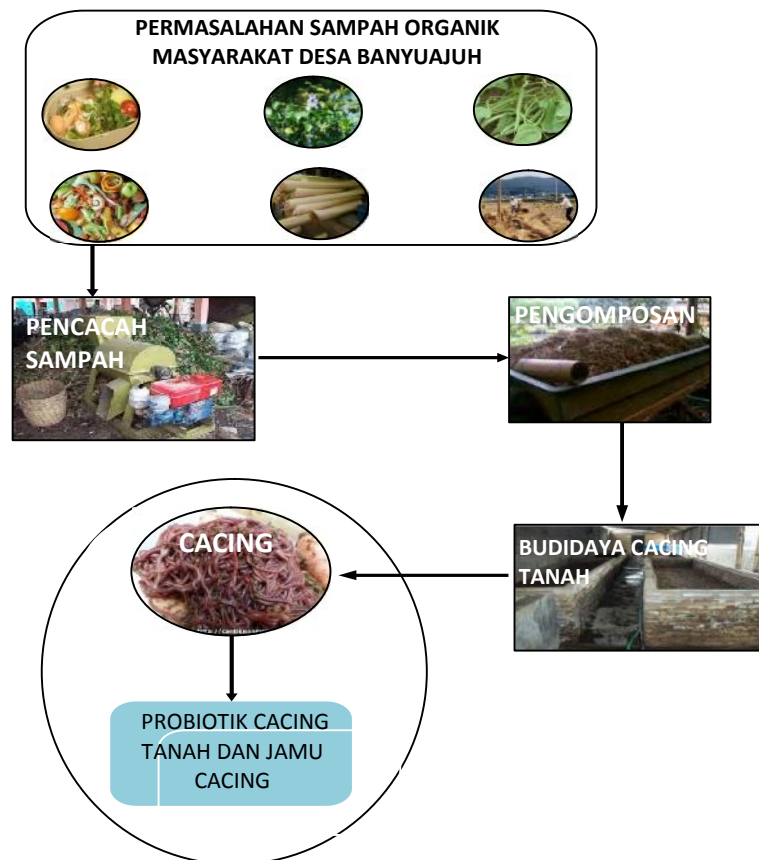 PERMASALAHAN SAMPAH ORGANIK
MASYARAKAT DESA BANYUAJUH
PENCACAH
SAMPAH
PENGOMPOSAN
CACING
BUDIDAYA CACING
TANAH
PROBIOTIK CACING
TANAH DAN JAMU
CACING